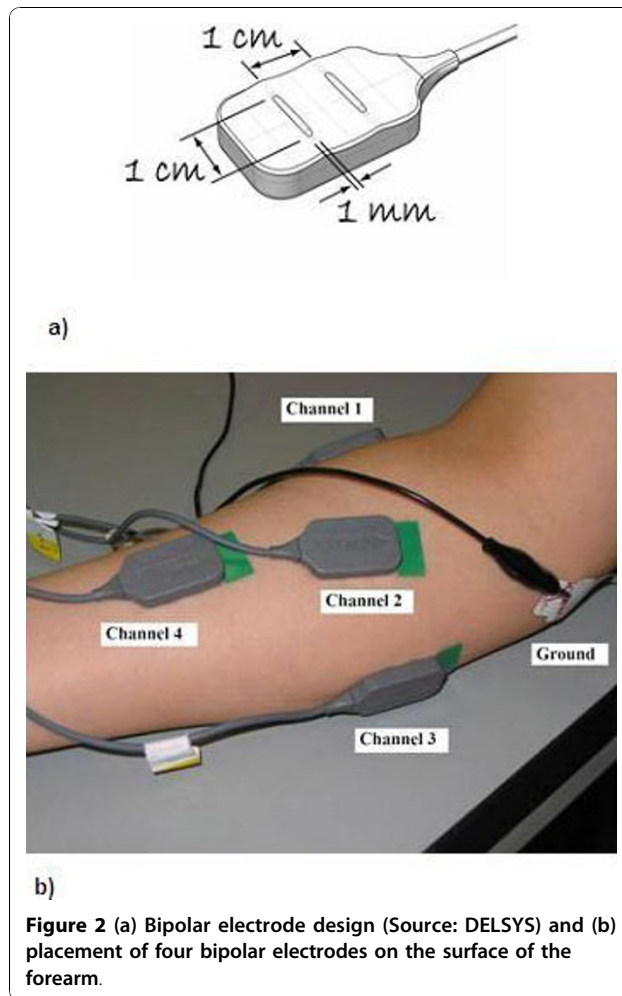 1 cm
1 cm
1 mm
a)
Channel 1
Channel 2
Channel 4
Ground
Channel 3
b)
Figure 2 (a) Bipolar electrode design (Source: DELSYS) and (b)
placement of four bipolar electrodes on the surface of the
forearm.